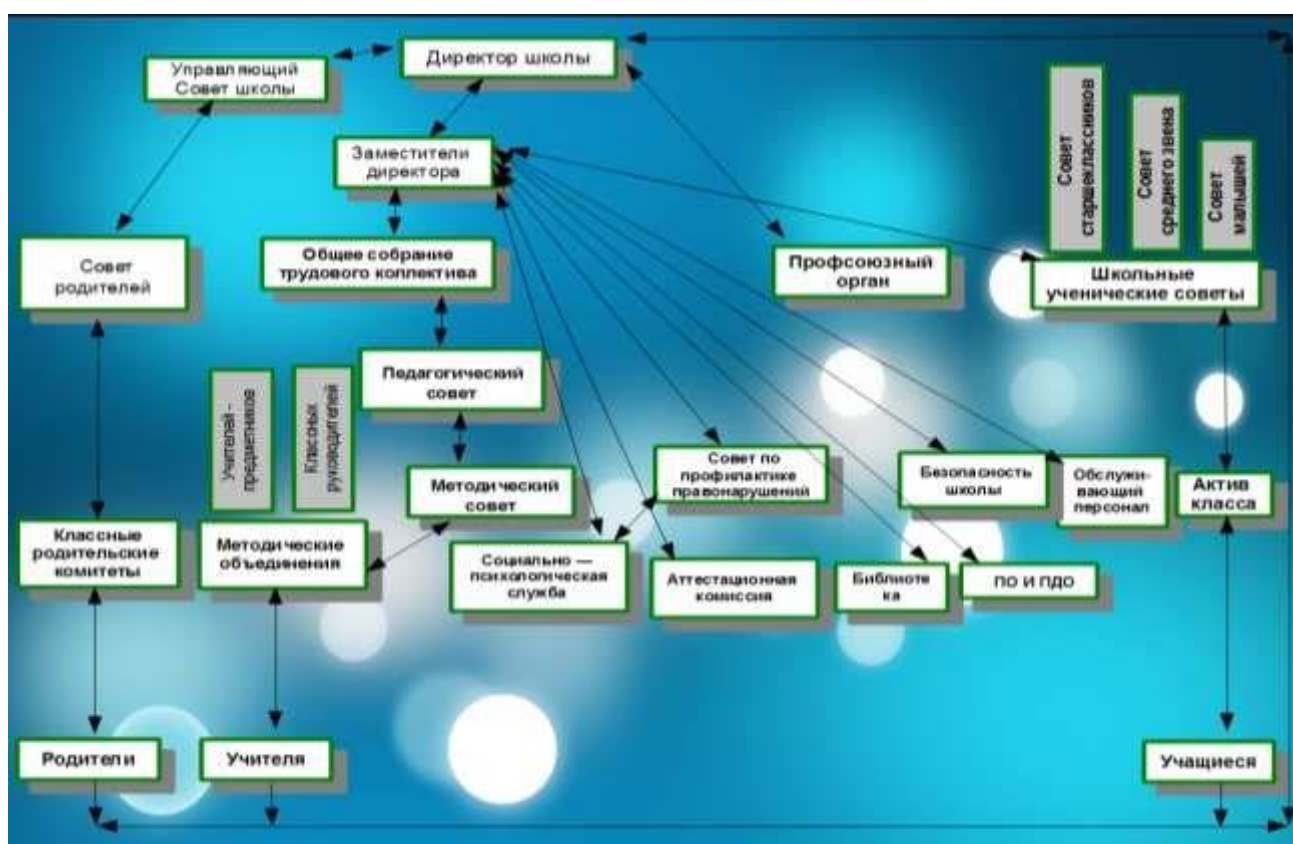 Директор школы
Управляющий
Совет школы
Заместители
директора
Совет
старшеклассников
Совет
среднего звена
Совет
малышей
Совет
родителей
Общее собрание
трудового коллектива
Профсоюзный
орган
Школьные
ученические советы
Педагогический
совет
Учителей -
предметников
Классных
руководителей
Методический
совет
Совет по
профилактике
правонарушений
Безопасность
школы
Обслужи-
вающий
персонал
Актив
класса
Классные
родительские
комитеты
Методические
объединения
Социально —
психологическая
служба
Аттестационная
комиссия
Библиоте
ка
ПО И ПДО
Родители
Учителя
Учащиеся